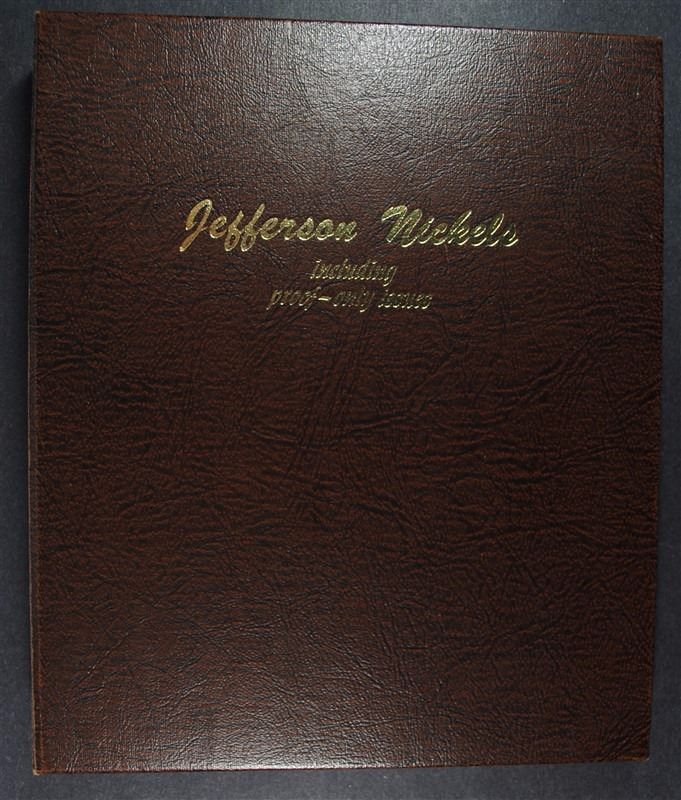 Jefferson Nickels
including
proof-only issues